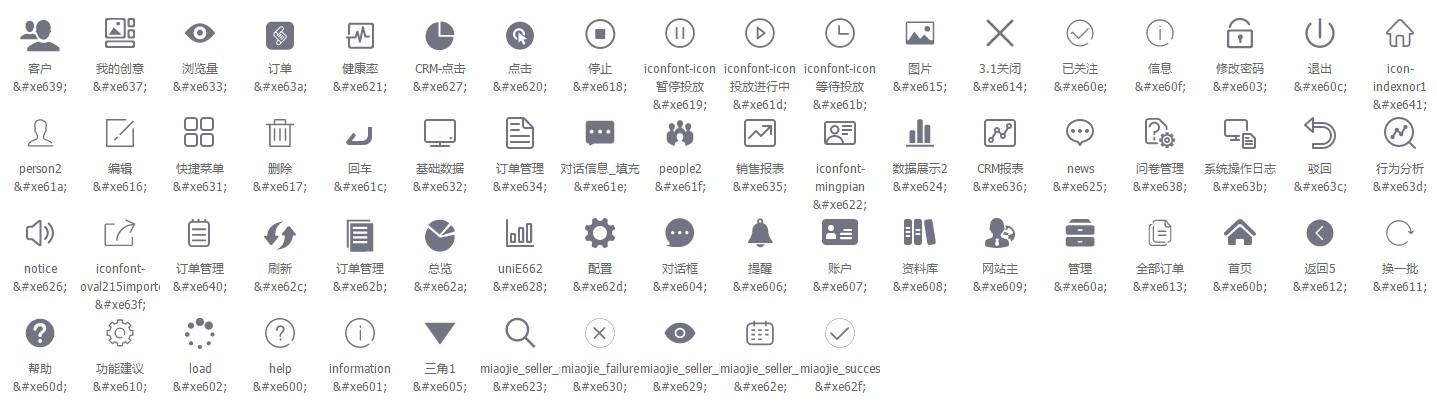 客户 我的创意 浏览量 订单 健康率 CRM-点击 点击 停止 iconfont-icon iconfont-icon iconfont-icon 图片 3.1关闭 已关注 信息 修改密码 退出 icon-
&#xe639; &#xe637; &#xe633; &#xe63a; &#xe621; &#xe627; &#xe620; &#xe618; 暂停投放 投放进行中 等待投放 &#xe615; &#xe614; &#xe60e; &#xe60f; &#xe603; &#xe60c; indexnor1
&#xe619; &#xe61d; &#xe61b; &#xe641;
person2 编辑 快捷菜单 删除 回车 基础数据 订单管理 对话信息_填充 people2 销售报表 iconfont- 数据展示2 CRM报表 news 问卷管理 系统操作日志 驳回 行为分析
&#xe61a; &#xe616; &#xe631; &#xe617; &#xe61c; &#xe632; &#xe634; &#xe61e; &#xe61f; &#xe635; mingpian &#xe624; &#xe636; &#xe625; &#xe638; &#xe63b; &#xe63c; &#xe63d;
&#xe622;
notice iconfont- 订单管理 刷新 订单管理 总览 uniE662 配置 对话框 提醒 账户 资料库 网站主 管理 全部订单 首页 返回5 换一批
&#xe626; oval215importe &#xe640; &#xe62c; &#xe62b; &#xe62a; &#xe628; &#xe62d; &#xe604; &#xe606; &#xe607; &#xe608; &#xe609; &#xe60a; &#xe613; &#xe60b; &#xe612; &#xe611;
&#xe63f;
帮助 功能建议 load help information 三角1 miaojie_seller_ miaojie_failure miaojie_seller_ miaojie_seller_ miaojie_succes
&#xe60d; &#xe610; &#xe602; &#xe600; &#xe601; &#xe605; &#xe623; &#xe630; &#xe629; &#xe62e; &#xe62f;